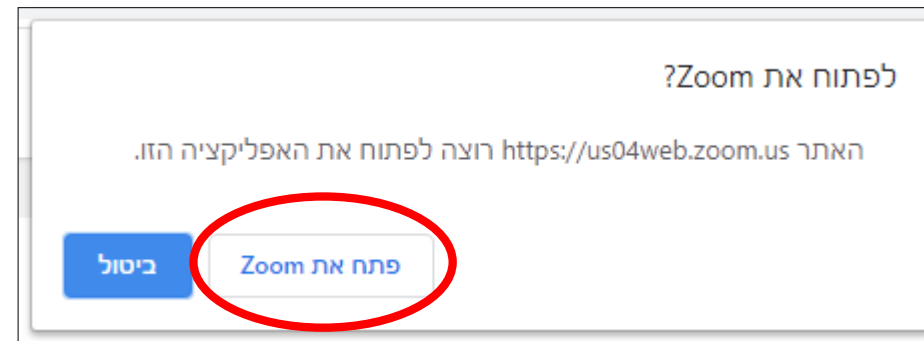 לפתוח את Zoom?
האתר https://us04web.zoom.us רוצה לפתוח את האפליקציה הזו.
פתח את Zoom
ביטול